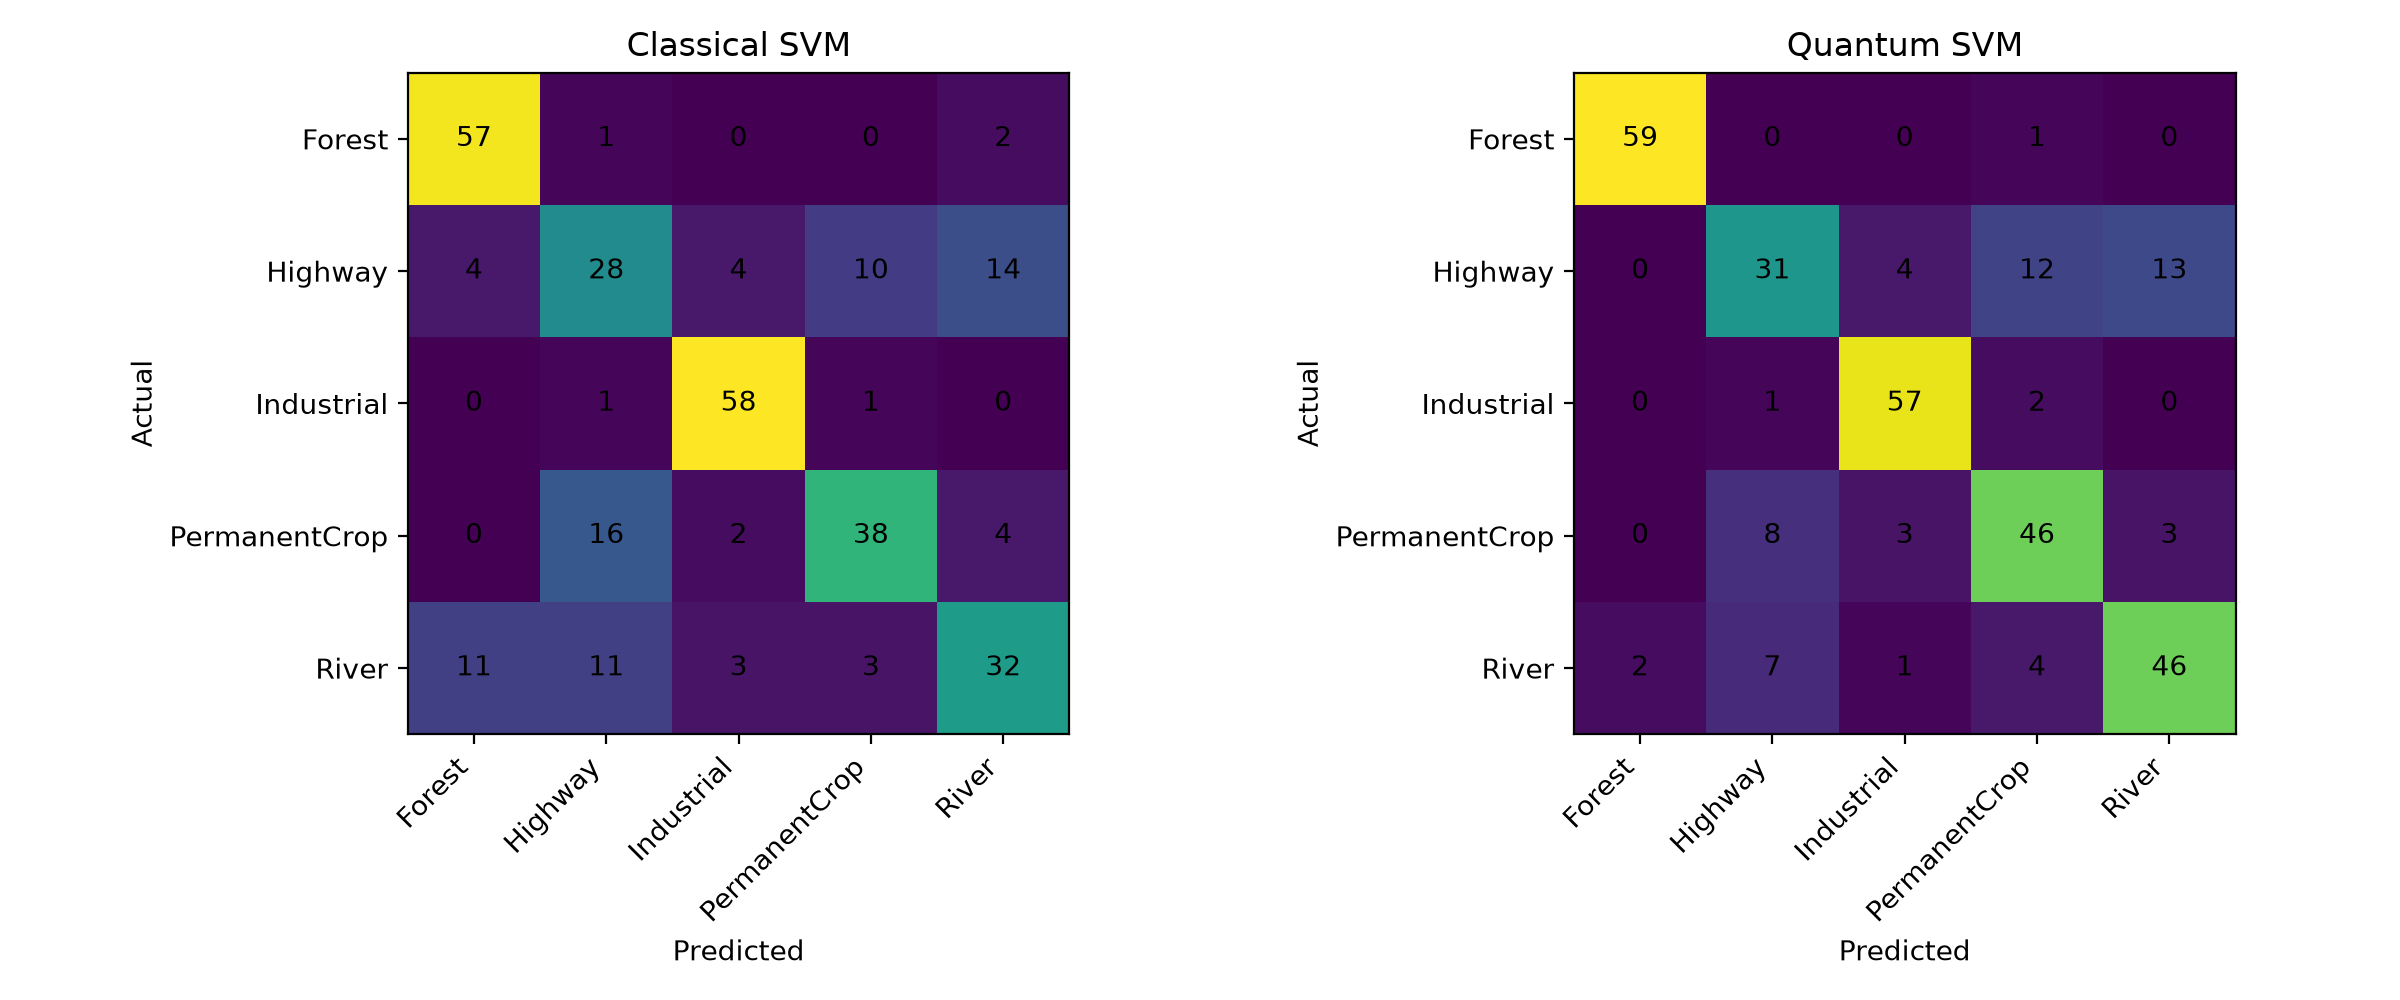 Classical SVM
Actual
Forest 57 1 0 0 2
Highway 4 28 4 10 14
Industrial 0 1 58 1 0
PermanentCrop 0 16 2 38 4
River 11 11 3 3 32
Forest Highway Industrial PermanentCrop River
Predicted
Quantum SVM
Actual
Forest 59 0 0 1 0
Highway 0 31 4 12 13
Industrial 0 1 57 2 0
PermanentCrop 0 8 3 46 3
River 2 7 1 4 46
Forest Highway Industrial PermanentCrop River
Predicted